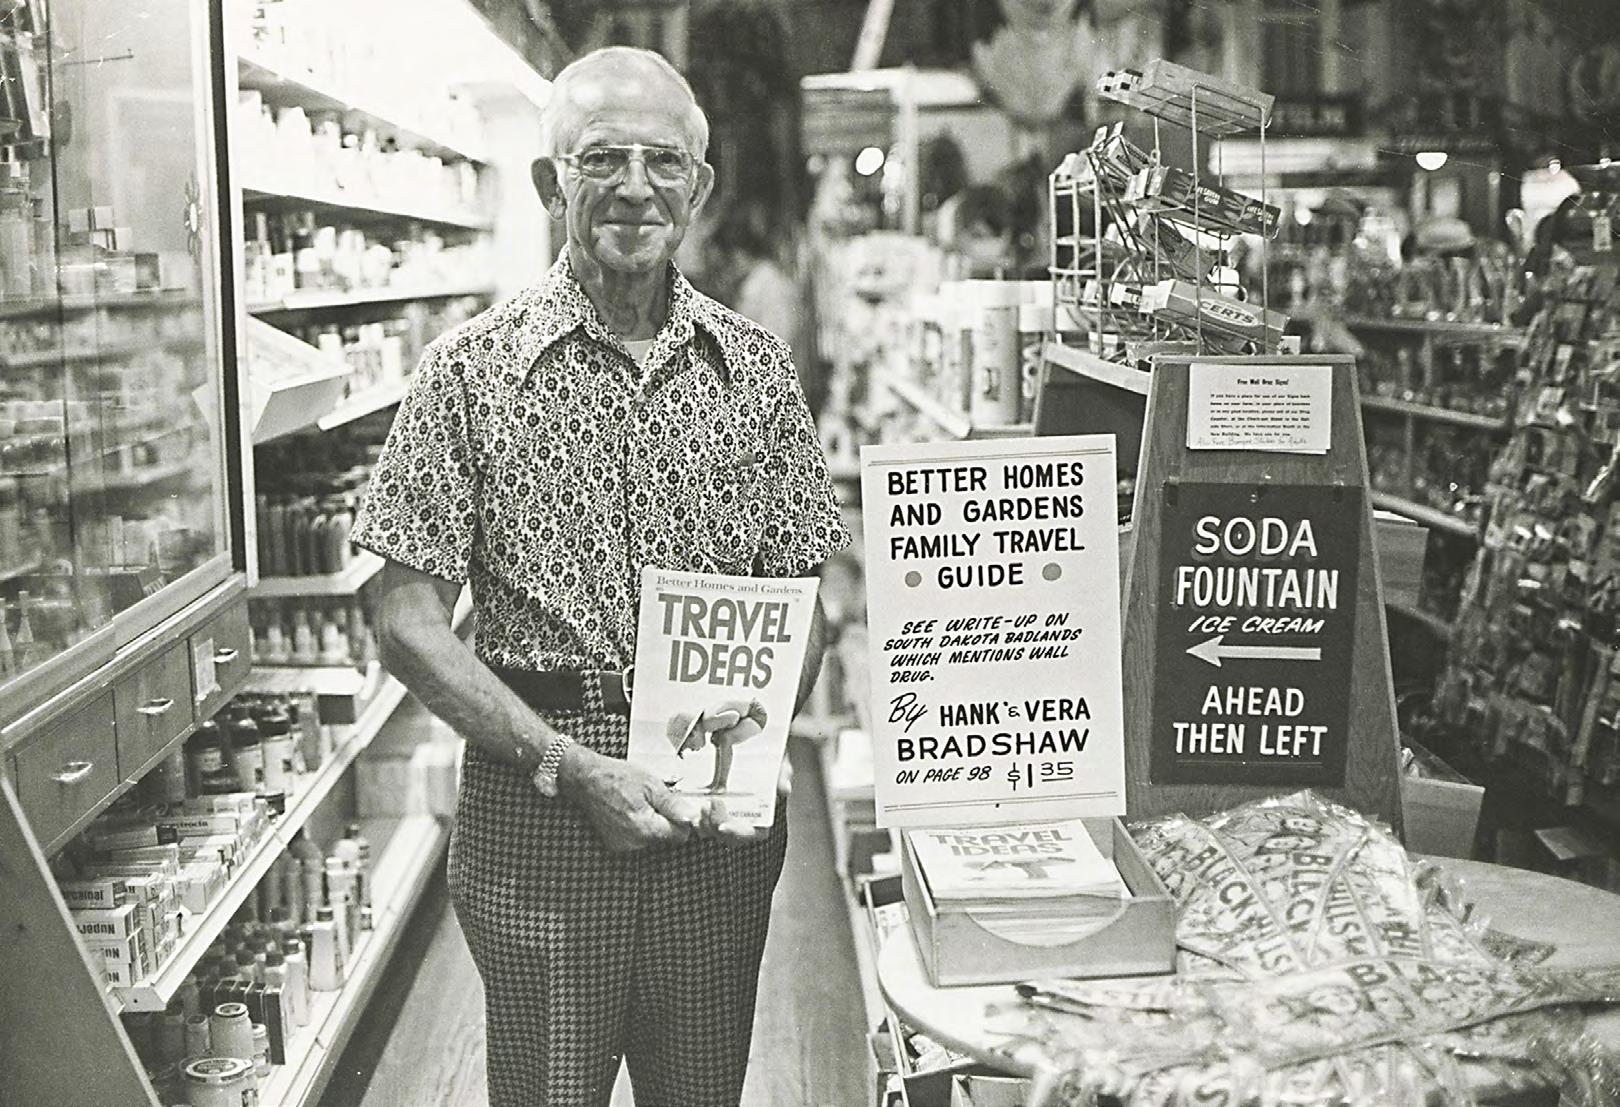 Better Homes and Gardens
TRAVEL
IDEAS
BETTER HOMES
AND GARDENS
FAMILY TRAVEL
GUIDE
SEE WRITE-UP ON
SOUTH DAKOTA BADLANDS
WHICH MENTIONS WALL
DRUG.
By HANK & VERA
BRADSHAW
ON PAGE 98 $1 35
TRAVEL
IDEAS
CERTS
Free Wall Drug Signs!
SODA
FOUNTAIN
ICE CREAM
AHEAD
THEN LEFT
BLACK HILLS
BLACK HILLS
BLACK
Nupercainal